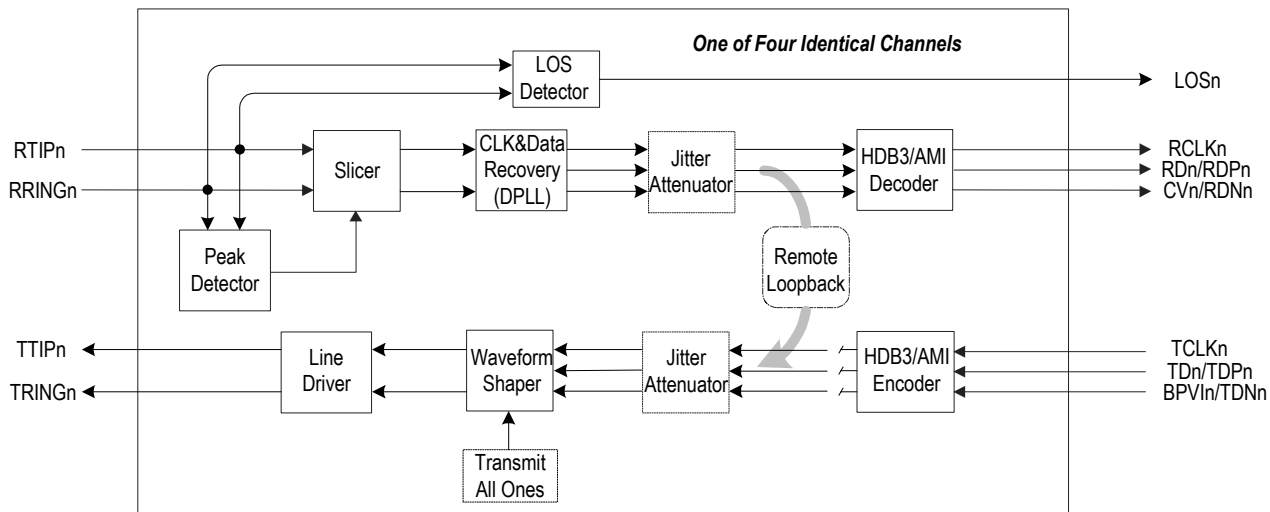 One of Four Identical Channels
LOS
Detector
LOSn
RTIPn
RRINGn
Slicer
CLK&Data
Recovery
(DPLL)
Jitter
Attenuator
HDB3/AMI
Decoder
RCLKn
RDn/RDPn
CVn/RDNn
Peak
Detector
Remote
Loopback
TTIPn
TRINGn
Line
Driver
Waveform
Shaper
Jitter
Attenuator
HDB3/AMI
Encoder
TCLKn
TDn/TDPn
BPVIn/TDNn
Transmit
All Ones